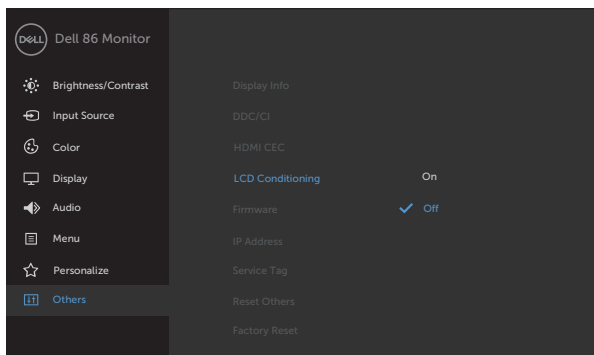 DELL Dell 86 Monitor
Brightness/Contrast
Display Info
Input Source
DDC/CI
Color
HDMI CEC
Display
LCD Conditioning On
Audio
Firmware Off
Menu
IP Address
Personalize
Service Tag
Others
Reset Others
Factory Reset